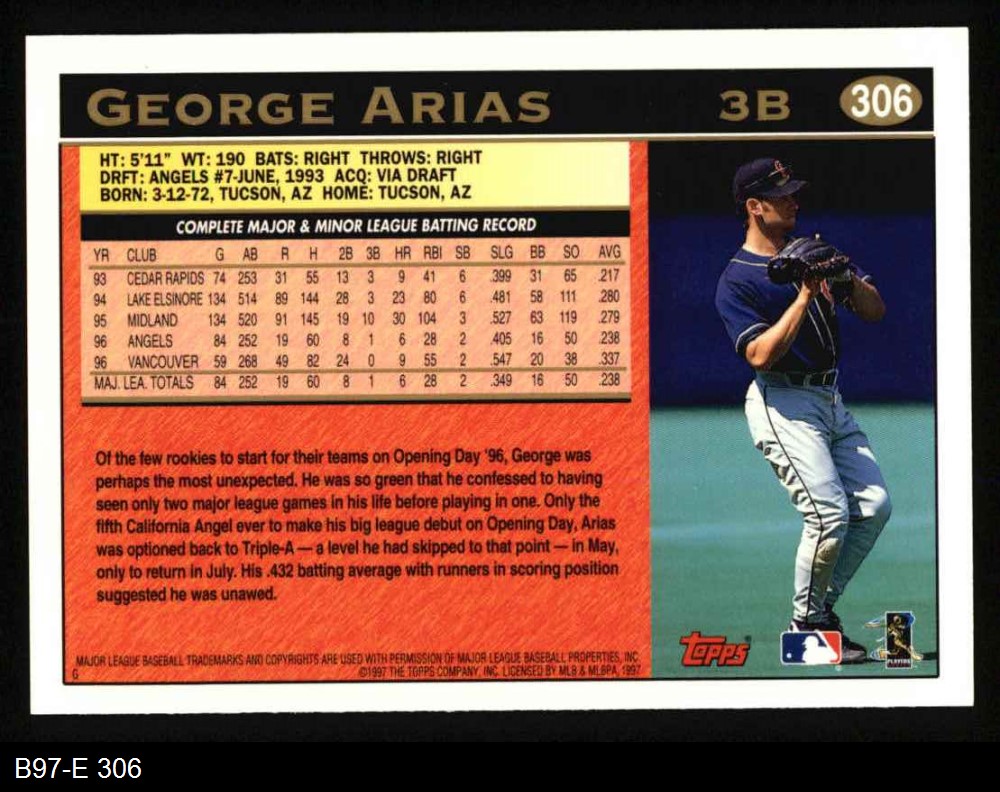 GEORGE ARIAS 3B 306
HT: 5'11" WT: 190 BATS: RIGHT THROWS: RIGHT
DRFT: ANGELS #7-JUNE, 1993 ACQ: VIA DRAFT
BORN: 3-12-72, TUCSON, AZ HOME: TUCSON, AZ
COMPLETE MAJOR & MINOR LEAGUE BATTING RECORD
YR CLUB G AB R H 2B 3B HR RBI SB SLG BB SO AVG
93 CEDAR RAPIDS 74 253 31 55 13 3 9 41 6 .399 31 65 .217
94 LAKE ELSINORE 134 514 89 144 28 3 23 80 6 .481 58 111 .280
95 MIDLAND 134 520 91 145 19 10 30 104 3 .527 63 119 .279
96 ANGELS 84 252 19 60 8 1 6 28 2 .405 16 50 .238
96 VANCOUVER 59 268 49 82 24 0 9 55 2 .547 20 38 .337
MAJ. LEA. TOTALS 84 252 19 60 8 1 6 28 2 .349 16 50 .238
Of the few rookies to start for their teams on Opening Day '96, George was
perhaps the most unexpected. He was so green that he confessed to having
seen only two major league games in his life before playing in one. Only the
fifth California Angel ever to make his big league debut on Opening Day, Arias
was optioned back to Triple-A — a level he had skipped to that point — in May,
only to return in July. His .432 batting average with runners in scoring position
suggested he was unawed.
MAJOR LEAGUE BASEBALL TRADEMARKS AND COPYRIGHTS ARE USED WITH PERMISSION OF MAJOR LEAGUE BASEBALL PROPERTIES, INC.
6 ©1997 THE TOPPS COMPANY, INC. LICENSED BY MLB & MLBPA, 1997
Topps
PLAYERS
B97-E 306